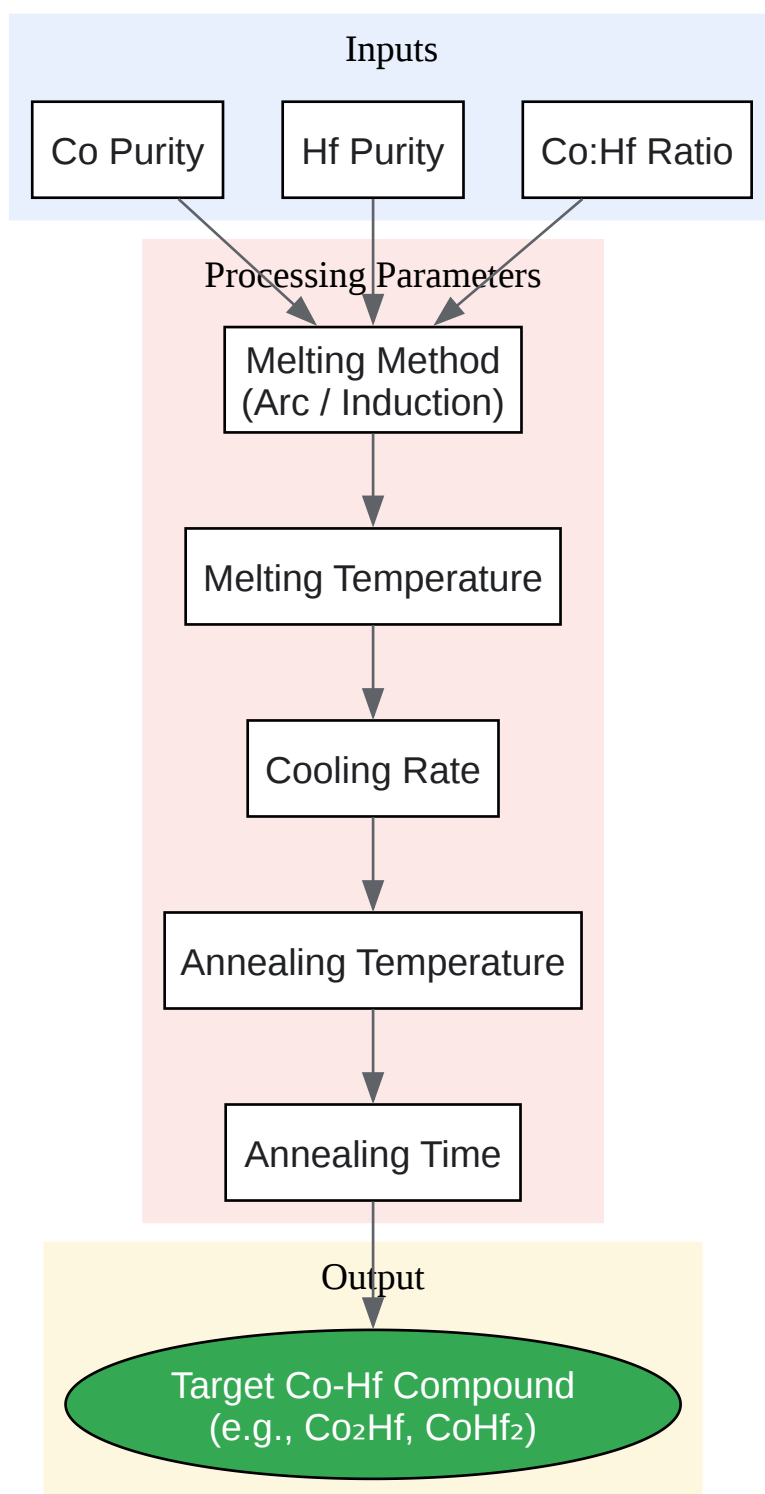 Inputs
Co Purity
Hf Purity
Co:Hf Ratio
Processing Parameters
Melting Method
(Arc / Induction)
Melting Temperature
Cooling Rate
Annealing Temperature
Annealing Time
Output
Target Co-Hf Compound
(e.g., Co₂Hf, CoHf₂)